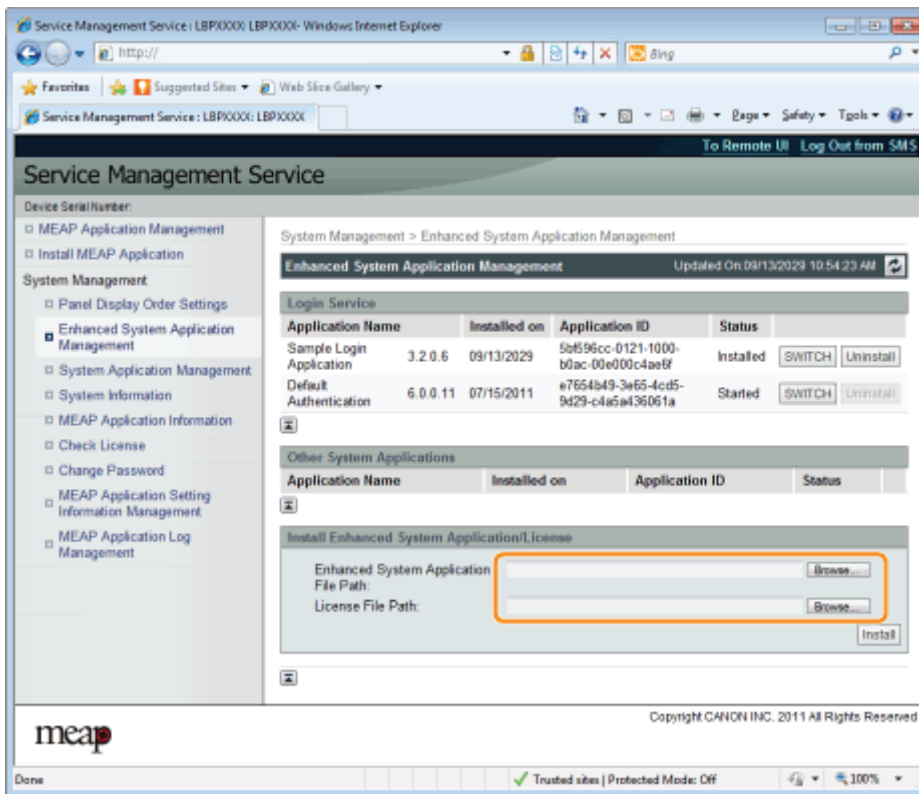 Service Management Service : LBPXXXX: LBPXXXX- Windows Internet Explorer
http://
Bing
Favorites Suggested Sites Web Slice Gallery
Service Management Service : LBPXXXX: LBPXXXX
Page Safety Tools
To Remote UI Log Out from SMS
Service Management Service
Device Serial Number:
MEAP Application Management
Install MEAP Application
System Management
Panel Display Order Settings
Enhanced System Application
Management
System Application Management
System Information
MEAP Application Information
Check License
Change Password
MEAP Application Setting
Information Management
MEAP Application Log
Management
System Management > Enhanced System Application Management
Enhanced System Application Management Updated On:09/13/2029 10:54:23 AM
Login Service
Application Name Installed on Application ID Status
Sample Login
Application 3.2.0.6 09/13/2029 5bf596cc-0121-1000-
b0ac-00e000c4ae6f Installed SWITCH Uninstall
Default
Authentication 6.0.0.11 07/15/2011 e7654b49-3e65-4cd5-
9d29-c4a5a436061a Started SWITCH Uninstall
Other System Applications
Application Name Installed on Application ID Status
Install Enhanced System Application/License
Enhanced System Application
File Path: Browse...
License File Path: Browse...
Install
Copyright CANON INC. 2011 All Rights Reserved
meap
Done Trusted sites | Protected Mode: Off 100%